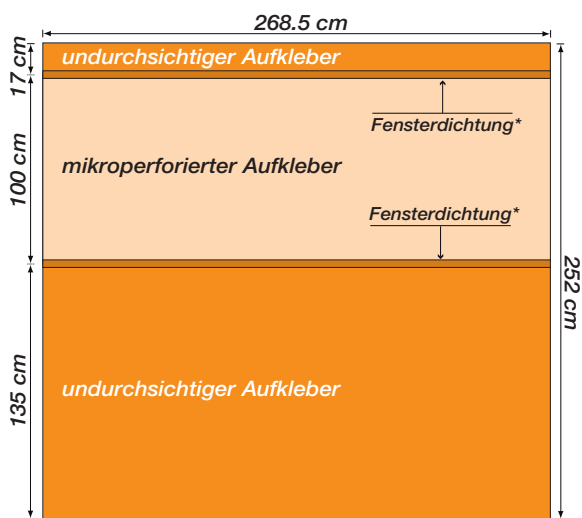 268.5 cm
17 cm
undurchsichtiger Aufkleber
Fensterdichtung*
100 cm
mikroperforierter Aufkleber
Fensterdichtung*
252 cm
135 cm
undurchsichtiger Aufkleber